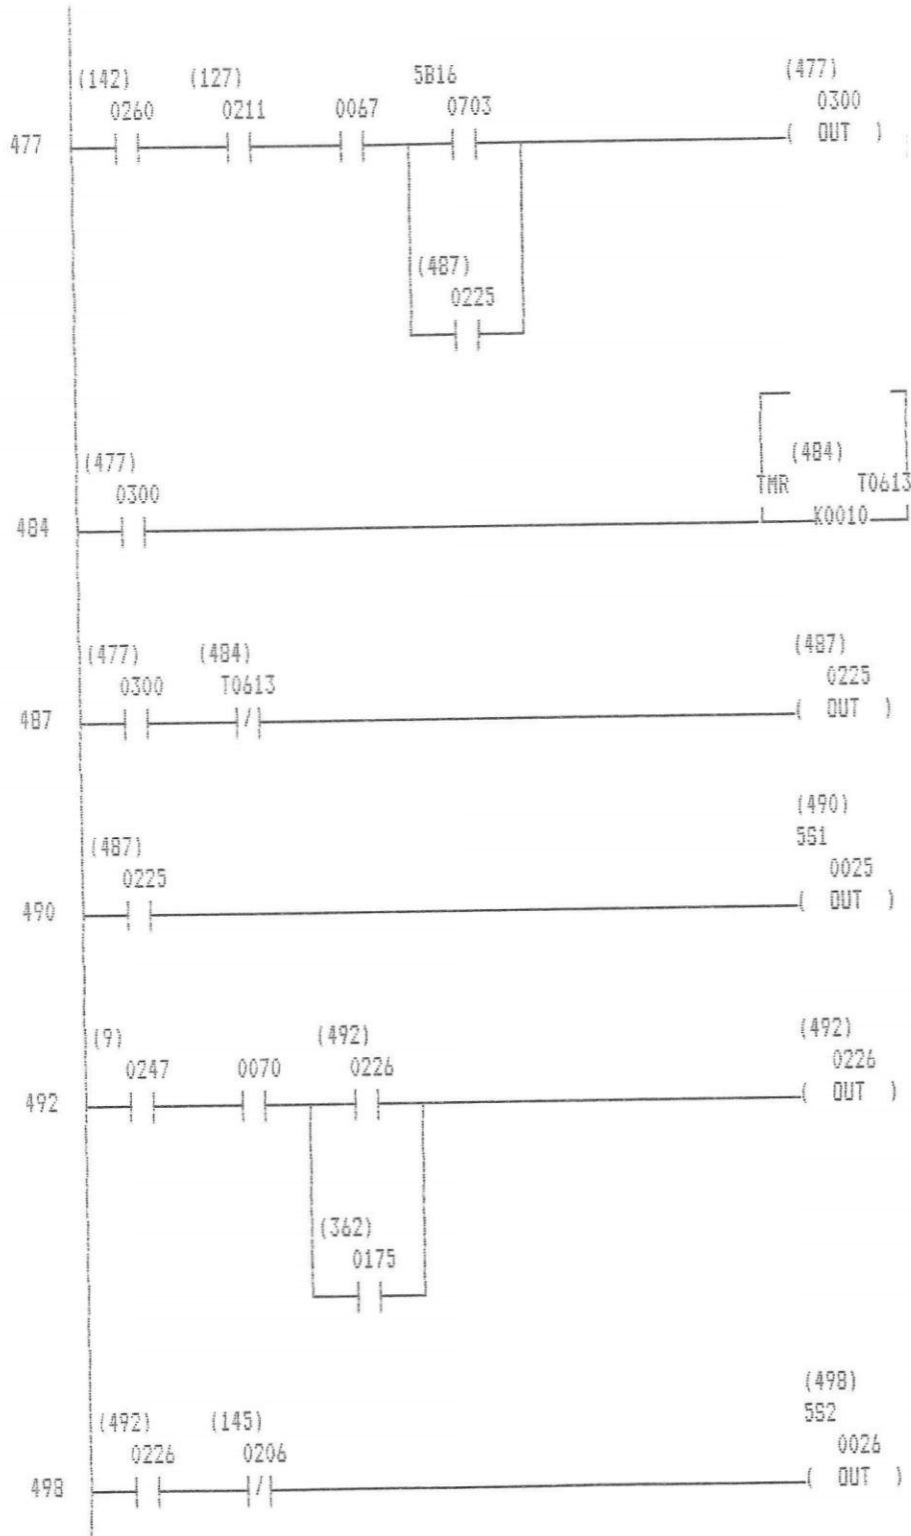 (142) (127) 5B16 (477)
0260 0211 0067 0703 0300
477 ( OUT )
(487)
0225
(484)
(477) TMR T0613
0300
484 K0010
(477) (484) (487)
0300 T0613 0225
487 / ( OUT )
(490)
5S1
(487) 0025
0225
490 ( OUT )
(9) (492) (492)
0247 0070 0226 0226
492 ( OUT )
(362)
0175
(498)
5S2
(492) (145) 0026
0226 0206
498 / ( OUT )